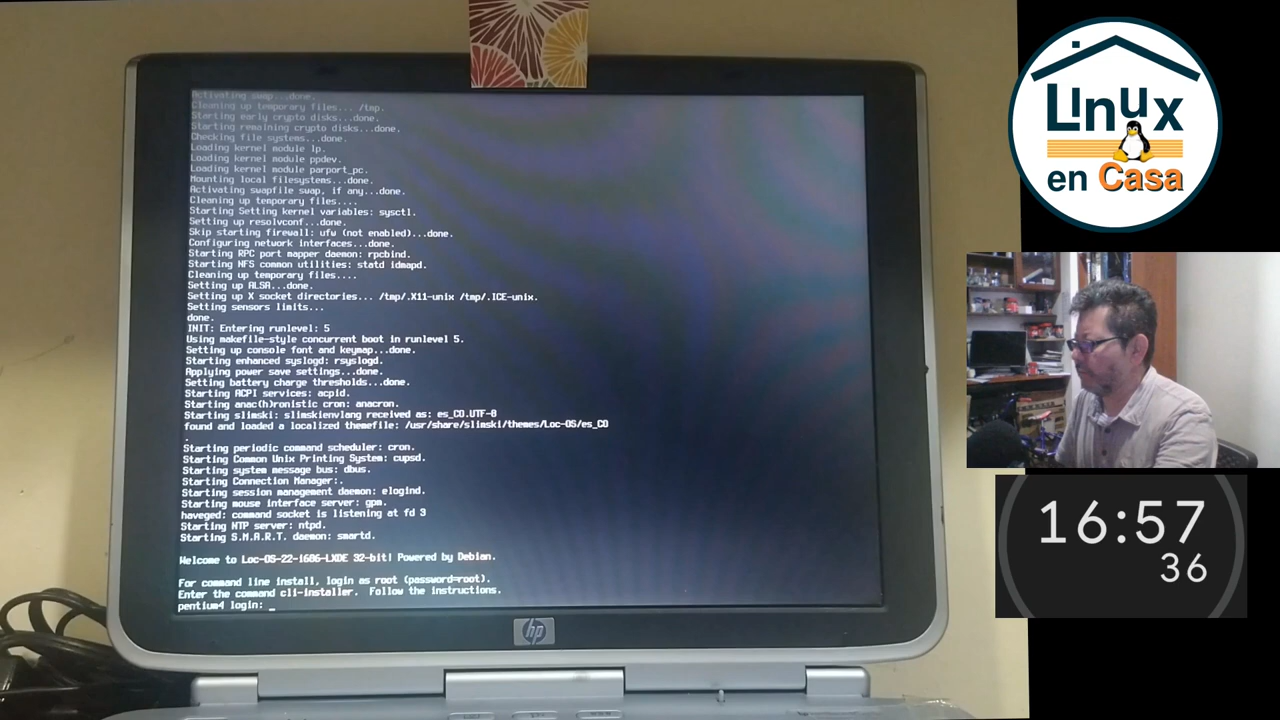 Activating swap...done.
Cleaning up temporary files... /tmp.
Starting early crypto disks...done.
Starting remaining crypto disks...done.
Checking file systems...done.
Loading kernel module lp.
Loading kernel module ppdev.
Loading kernel module parport_pc.
Mounting local filesystems...done.
Activating swapfile swap, if any...done.
Cleaning up temporary files....
Starting Setting kernel variables: sysctl.
Setting up resolvconf...done.
Skip starting firewall: ufw (not enabled)...done.
Configuring network interfaces...done.
Starting RPC port mapper daemon: rpcbind.
Starting NFS common utilities: statd idmapd.
Cleaning up temporary files....
Setting up ALSA...done.
Setting up X socket directories... /tmp/.X11-unix /tmp/.ICE-unix.
Setting sensors limits...
done.
INIT: Entering runlevel: 5
Using makefile-style concurrent boot in runlevel 5.
Setting up console font and keymap...done.
Starting enhanced syslogd: rsyslogd.
Applying power save settings...done.
Setting battery charge thresholds...done.
Starting ACPI services: acpid.
Starting anac(h)ronistic cron: anacron.
Starting slimski: slimskienvlang received as: es_CO.UTF-8
found and loaded a localized themefile: /usr/share/slimski/themes/Loc-OS/es_CO
.
Starting periodic command scheduler: cron.
Starting Common Unix Printing System: cupsd.
Starting system message bus: dbus.
Starting Connection Manager:.
Starting session management daemon: elogind.
Starting mouse interface server: gpm.
haveged: command socket is listening at fd 3
Starting NTP server: ntpd.
Starting S.M.A.R.T. daemon: smartd.
Welcome to Loc-OS-22-i686-LXDE 32-bit! Powered by Debian.
For command line install, login as root (password=root).
Enter the command cli-installer. Follow the instructions.
pentium4 login: _
hp
Linux
en Casa
16:57
36